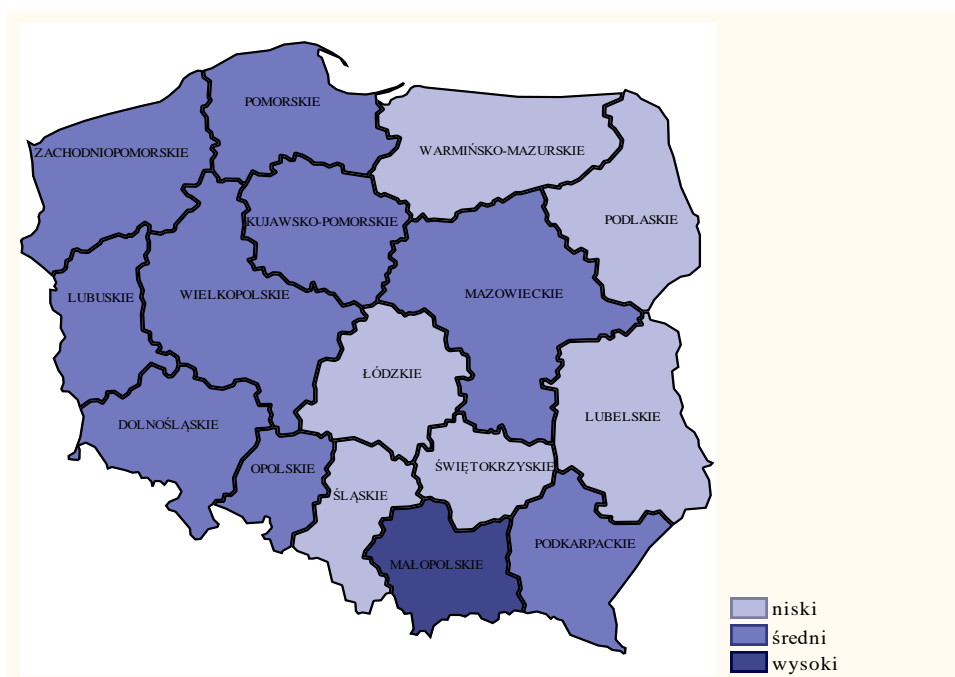 POMORSKIE
WARMIŃSKO-MAZURSKIE
ZACHODNIOPOMORSKIE
PODLASKIE
KUJAWSKO-POMORSKIE
LUBUSKIE
WIELKOPOLSKIE
MAZOWIECKIE
ŁÓDZKIE
LUBELSKIE
DOLNOŚLĄSKIE
OPOLSKIE
ŚWIĘTOKRZYSKIE
ŚLĄSKIE
PODKARPACKIE
MAŁOPOLSKIE
niski
średni
wysoki